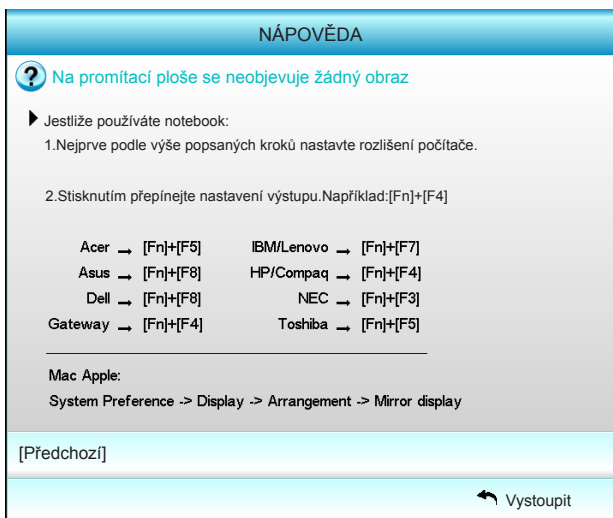 NÁPOVĚDA
? Na promítací ploše se neobjevuje žádný obraz
Jestliže používáte notebook:
1.Nejprve podle výše popsaných kroků nastavte rozlišení počítače.
2.Stisknutím přepínejte nastavení výstupu.Například:[Fn]+[F4]
Acer → [Fn]+[F5] IBM/Lenovo → [Fn]+[F7]
Asus → [Fn]+[F8] HP/Compaq → [Fn]+[F4]
Dell → [Fn]+[F8] NEC → [Fn]+[F3]
Gateway → [Fn]+[F4] Toshiba → [Fn]+[F5]
Mac Apple:
System Preference -> Display -> Arrangement -> Mirror display
[Předchozí]
Vystoupit